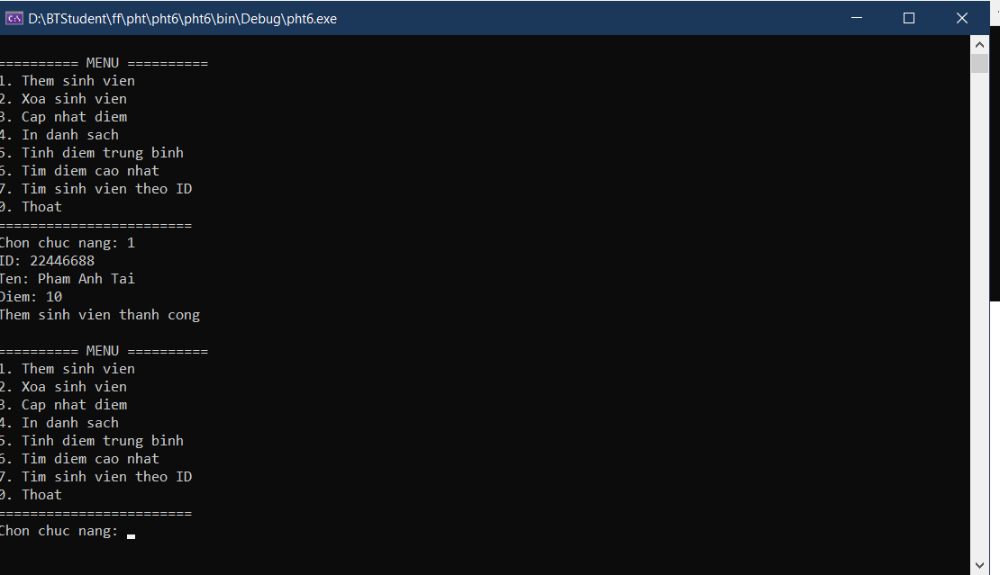 D:\BTStudent\ff\pht\pht6\pht6\bin\Debug\pht6.exe
========== MENU ==========
1. Them sinh vien
2. Xoa sinh vien
3. Cap nhat diem
4. In danh sach
5. Tinh diem trung binh
6. Tim diem cao nhat
7. Tim sinh vien theo ID
0. Thoat
========================
Chon chuc nang: 1
ID: 22446688
Ten: Pham Anh Tai
Diem: 10
Them sinh vien thanh cong
========== MENU ==========
1. Them sinh vien
2. Xoa sinh vien
3. Cap nhat diem
4. In danh sach
5. Tinh diem trung binh
6. Tim diem cao nhat
7. Tim sinh vien theo ID
0. Thoat
========================
Chon chuc nang: